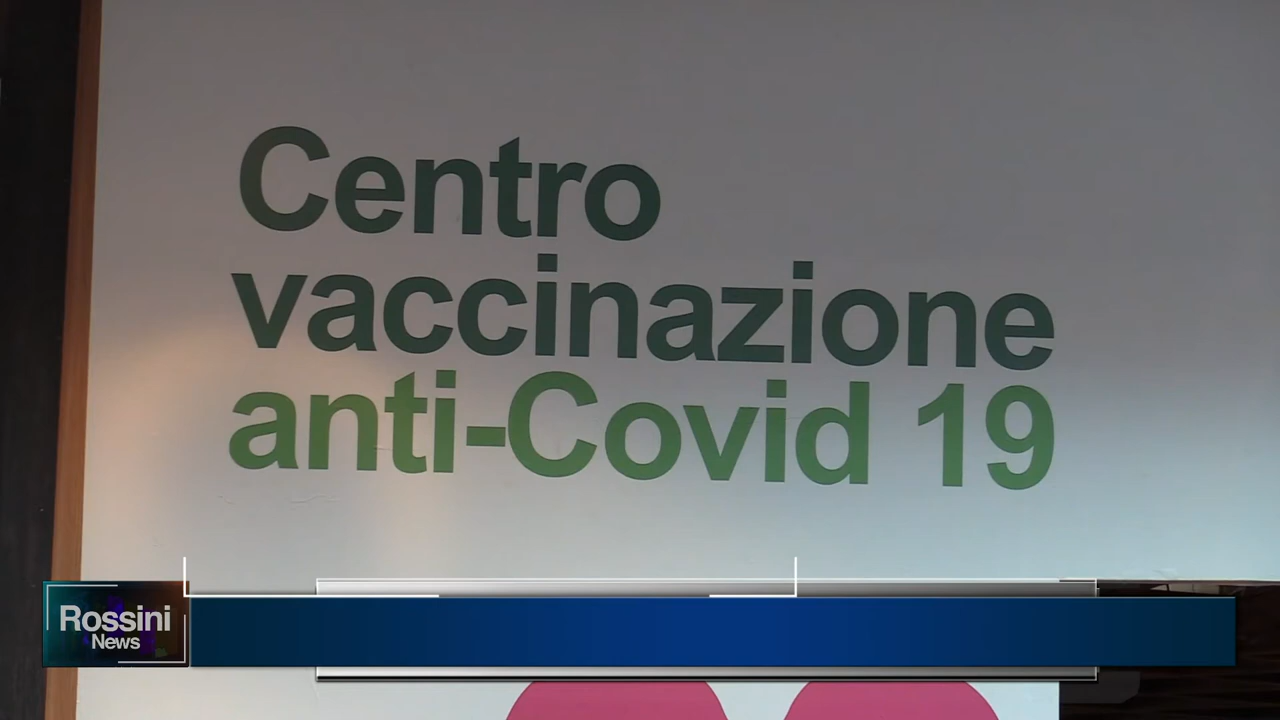 Centro
vaccinazione
anti-Covid 19
Rossini
News